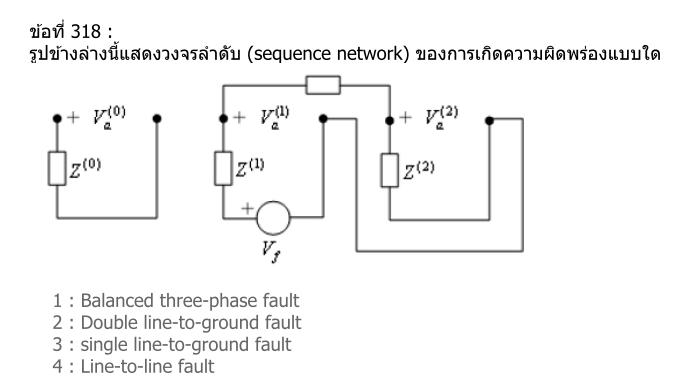 ข้อที่ 318 :
รูปข้างล่างนี้แสดงวงจรลำดับ (sequence network) ของการเกิดความผิดพร่องแบบใด
+ Va(0) + Va(1) + Va(2)
Z(0) Z(1) Z(2)
+
Vf
1 : Balanced three-phase fault
2 : Double line-to-ground fault
3 : single line-to-ground fault
4 : Line-to-line fault